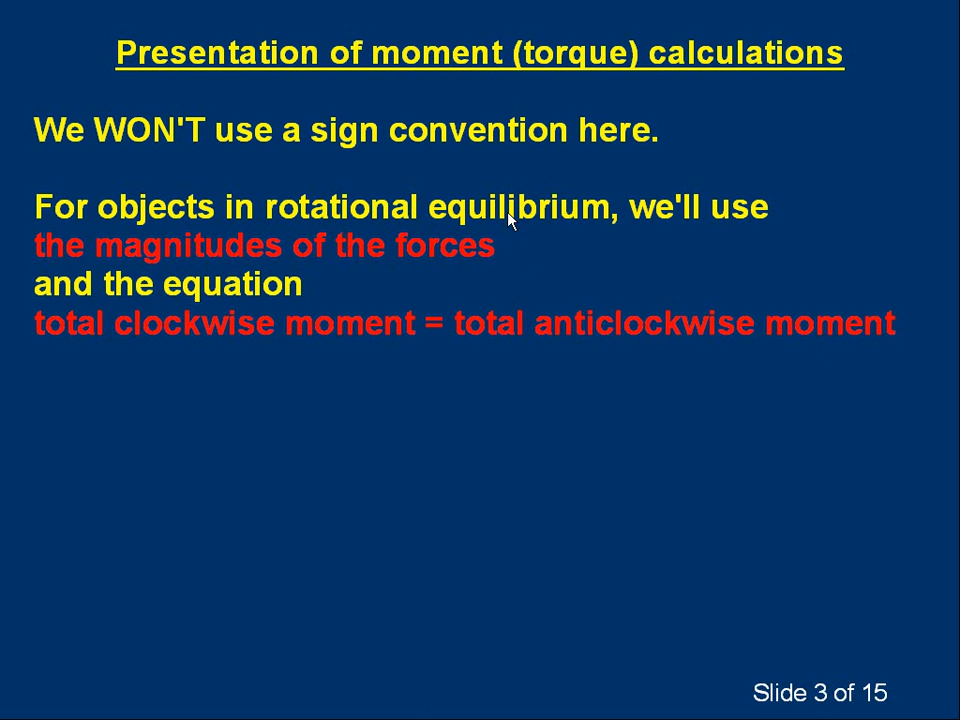 Presentation of moment (torque) calculations
We WON'T use a sign convention here.
For objects in rotational equilibrium, we'll use
the magnitudes of the forces
and the equation
total clockwise moment = total anticlockwise moment
Slide 3 of 15